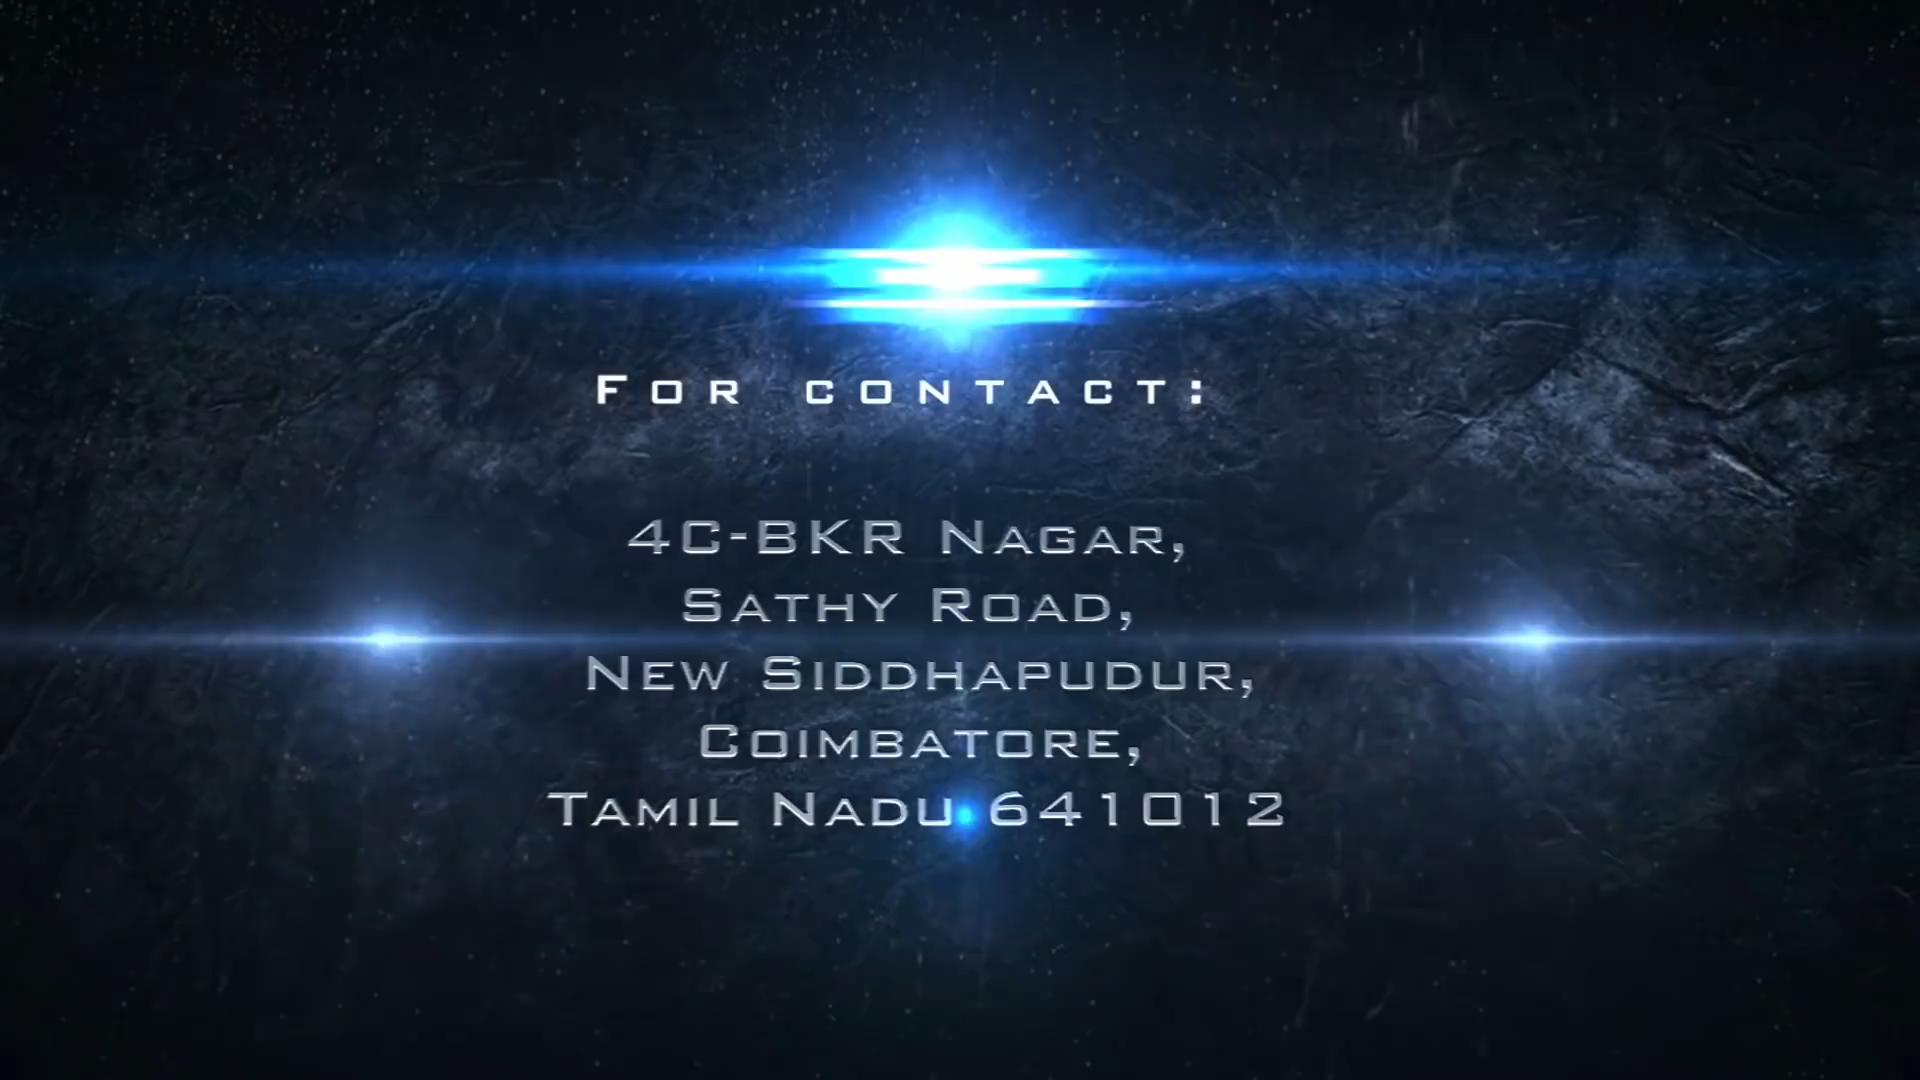 For contact:
4C-BKR Nagar,
Sathy Road,
New Siddhapudur,
Coimbatore,
Tamil Nadu 641012